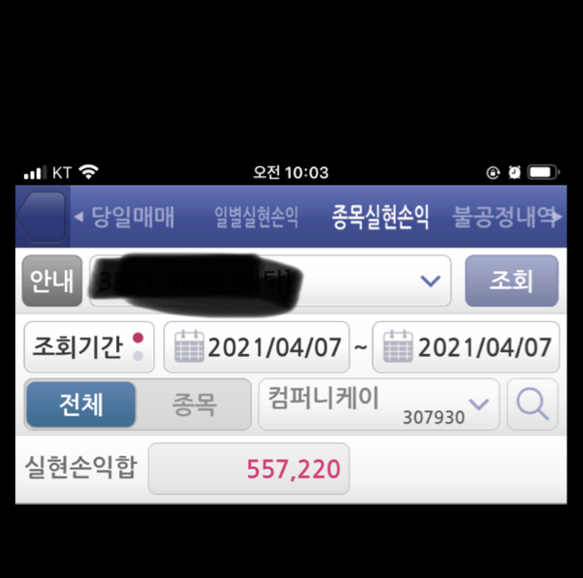 KT 오전 10:03
당일매매 일별실현손익 종목실현손익 불공정내역
안내 조회
조회기간 2021/04/07 ~ 2021/04/07
전체 종목 컴퍼니케이 307930
실현손익합 557,220